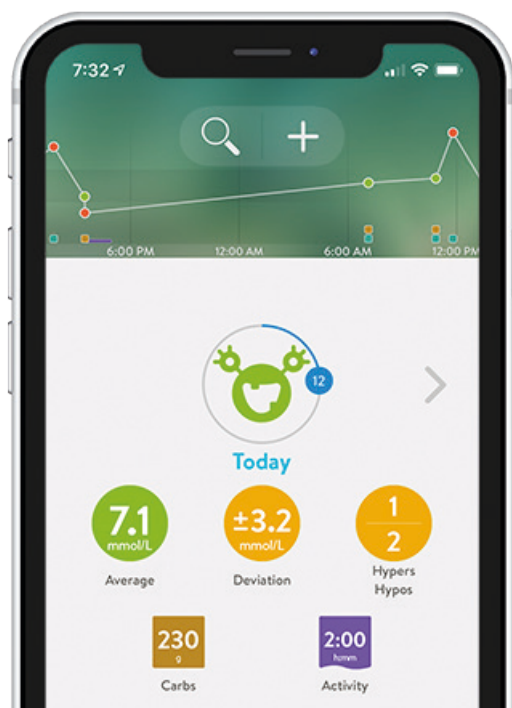 7:32
6:00 PM
12:00 AM
6:00 AM
12:00 PM
12
Today
7.1
mmol/L
Average
±3.2
mmol/L
Deviation
1
2
Hypers
Hypos
230
g
Carbs
2:00
h:mm
Activity